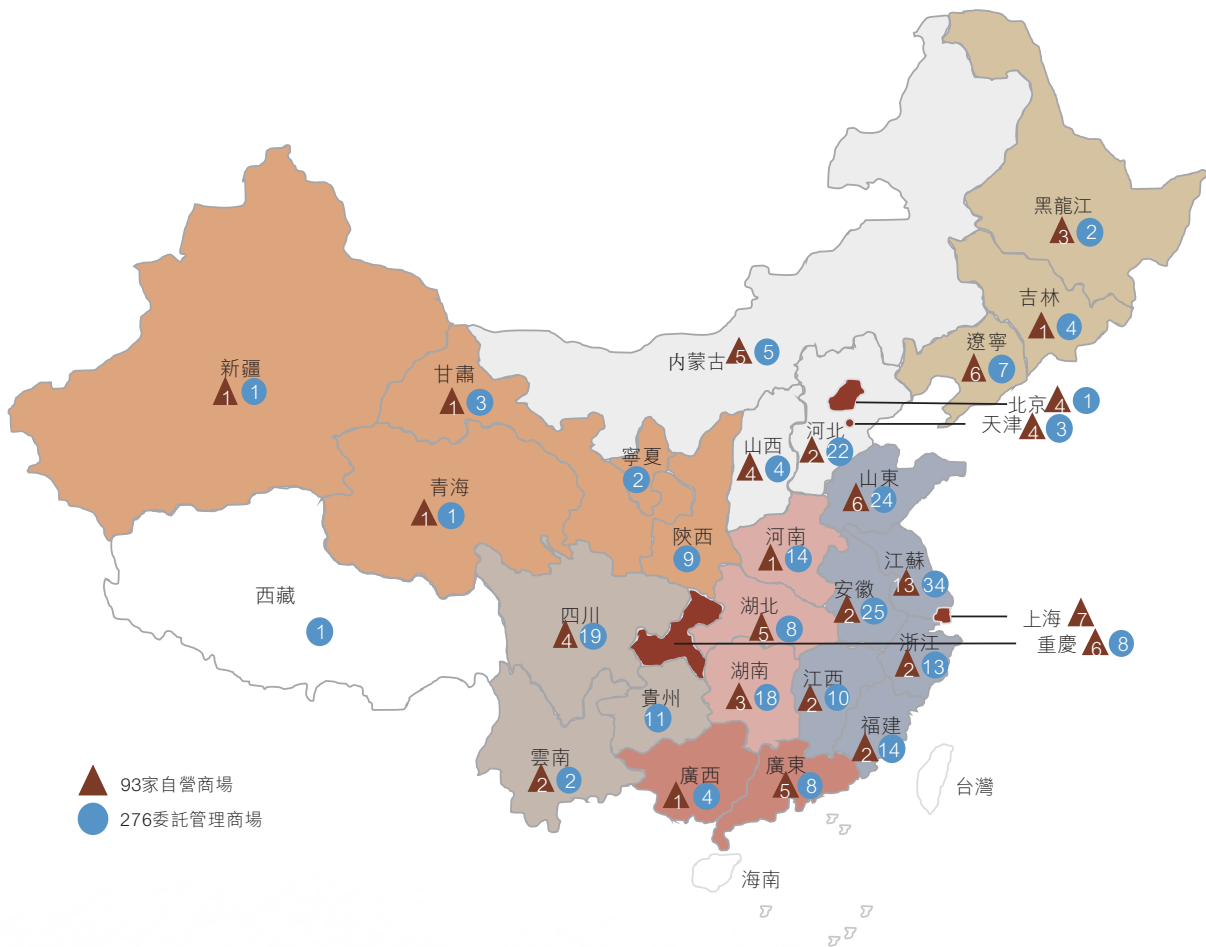 黑龍江
3 2
吉林
1 4
遼寧
6 7
内蒙古 5 5
北京 4 1
天津 4 3
新疆
1 1
甘肅
1 3
寧夏
2
山西
4 4
河北
2 22
青海
1 1
山東
6 24
陝西
9
河南
1 14
江蘇
13 34
安徽
2 25
西藏
1
四川
4 19
湖北
5 8
上海 7
重慶 6 8
浙江
2 13
湖南
3 18
江西
2 10
貴州
11
福建
2 14
雲南
2 2
廣西
1 4
廣東
5 8
台灣
海南
93家自營商場
276委託管理商場